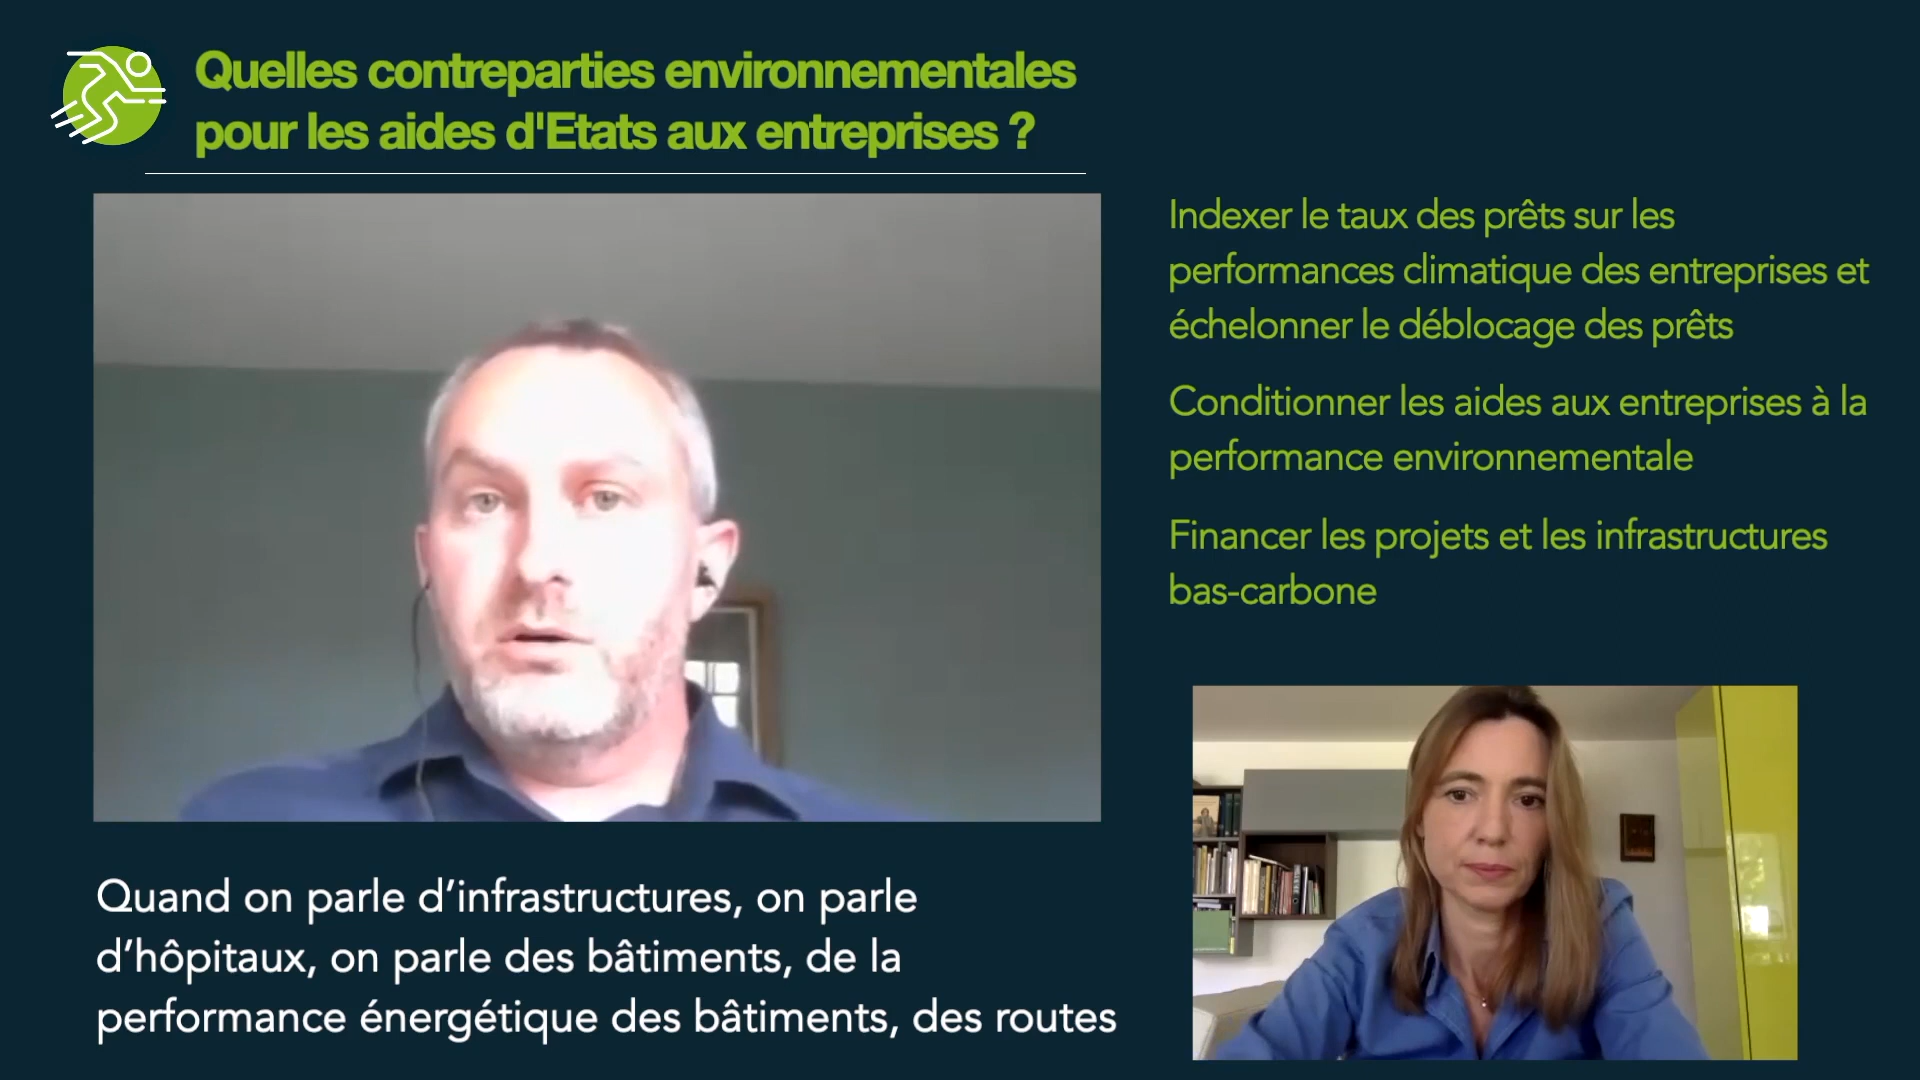 Quelles contreparties environnementales
pour les aides d'Etats aux entreprises ?
Indexer le taux des prêts sur les
performances climatique des entreprises et
échelonner le déblocage des prêts
Conditionner les aides aux entreprises à la
performance environnementale
Financer les projets et les infrastructures
bas-carbone
Quand on parle d’infrastructures, on parle
d’hôpitaux, on parle des bâtiments, de la
performance énergétique des bâtiments, des routes